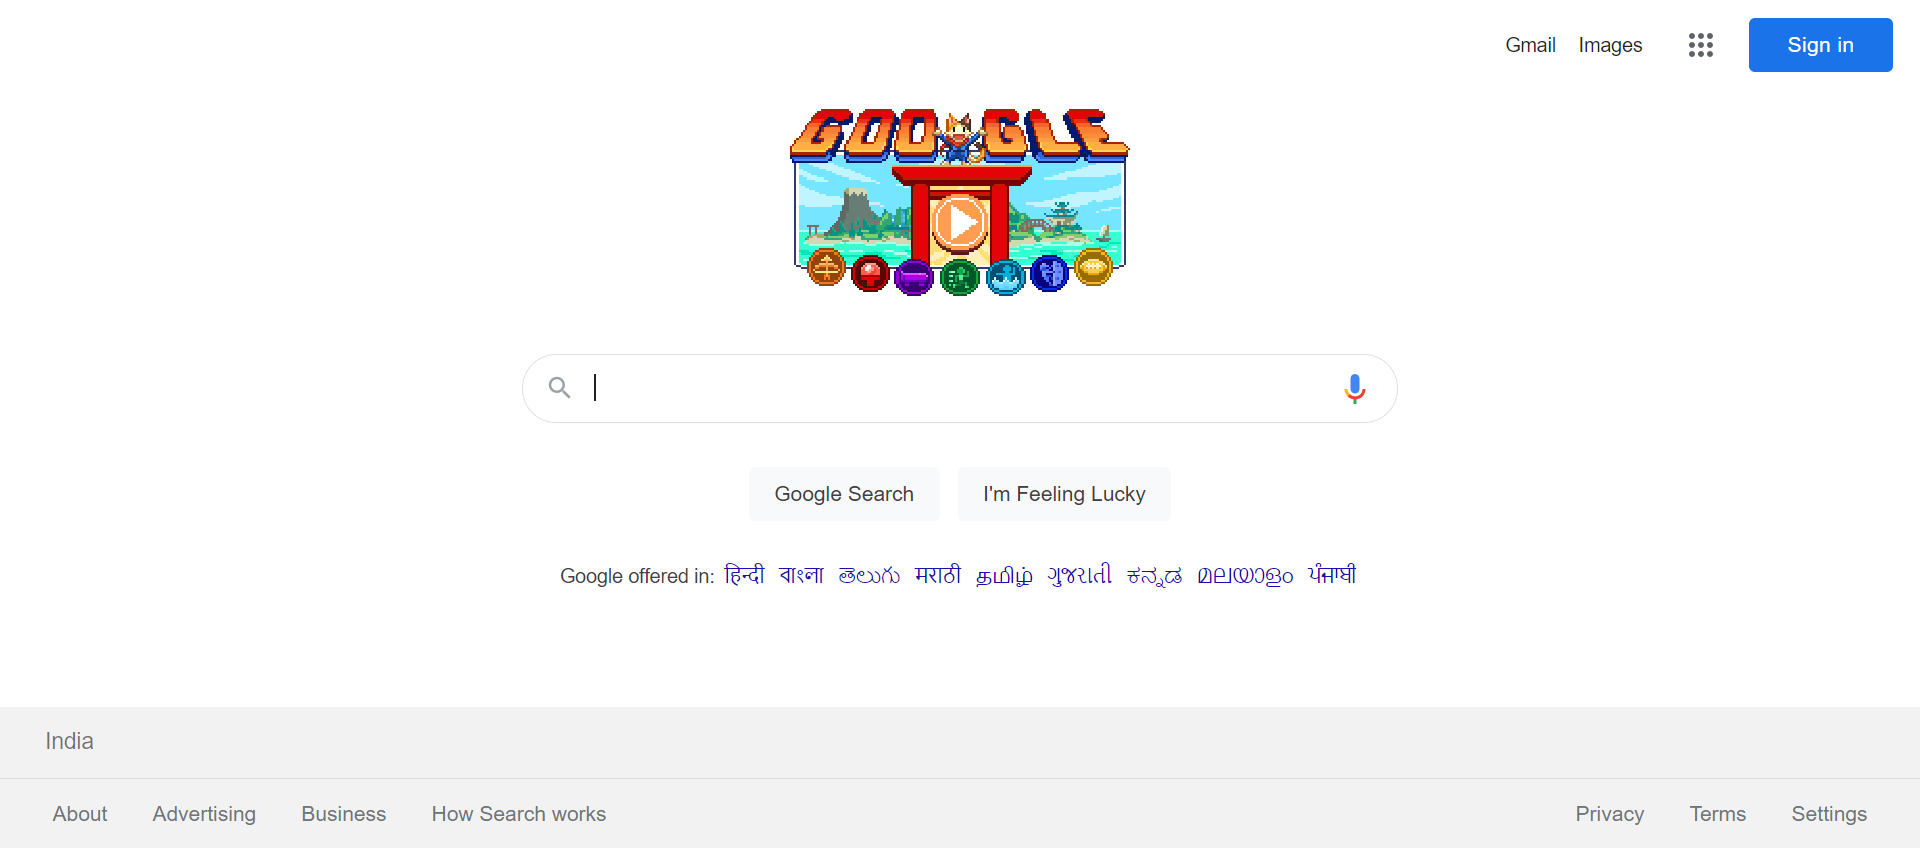 Gmail Images Sign in
GOOGLE
Google Search I'm Feeling Lucky
Google offered in: हिन्दी বাংলা తెలుగు मराठी தமிழ் ગુજરાતી ಕನ್ನಡ മലയാളം ਪੰਜਾਬੀ
India
About Advertising Business How Search works Privacy Terms Settings